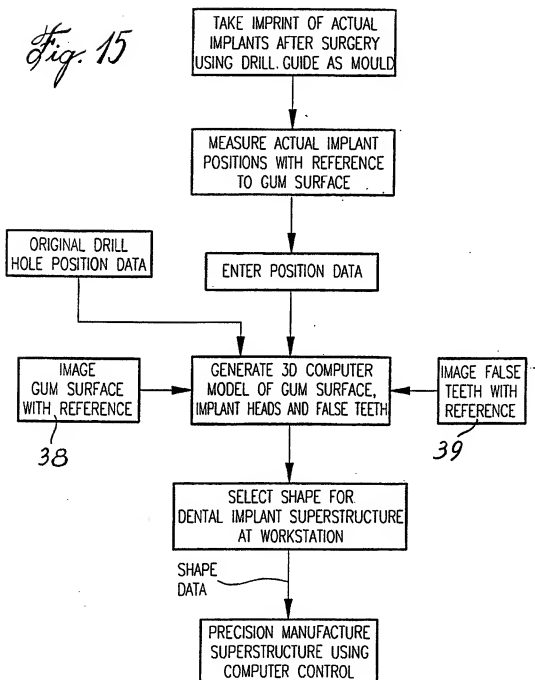 Fig. 15
TAKE IMPRINT OF ACTUAL
IMPLANTS AFTER SURGERY
USING DRILL GUIDE AS MOULD
MEASURE ACTUAL IMPLANT
POSITIONS WITH REFERENCE
TO GUM SURFACE
ORIGINAL DRILL
HOLE POSITION DATA
ENTER POSITION DATA
IMAGE
GUM SURFACE
WITH REFERENCE
38
GENERATE 3D COMPUTER
MODEL OF GUM SURFACE,
IMPLANT HEADS AND FALSE TEETH
IMAGE FALSE
TEETH WITH
REFERENCE
39
SELECT SHAPE FOR
DENTAL IMPLANT SUPERSTRUCTURE
AT WORKSTATION
SHAPE
DATA
PRECISION MANUFACTURE
SUPERSTRUCTURE USING
COMPUTER CONTROL